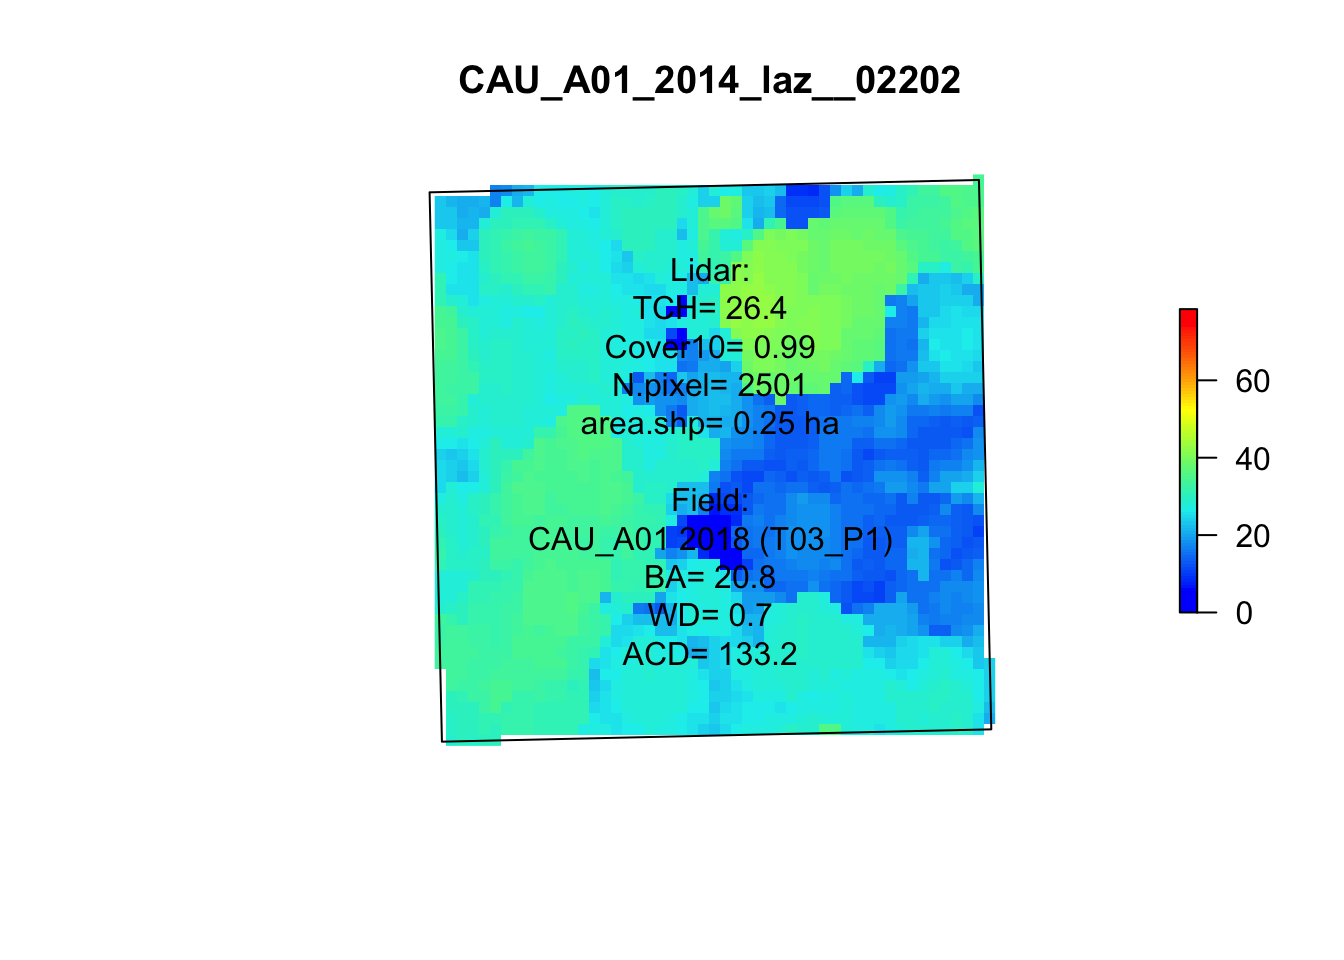 CAU_A01_2014_laz__02202
Lidar:
TCH= 26.4
Cover10= 0.99
N.pixel= 2501
area.shp= 0.25 ha
Field:
CAU_A01 2018 (T03_P1)
BA= 20.8
WD= 0.7
ACD= 133.2
60
40
20
0